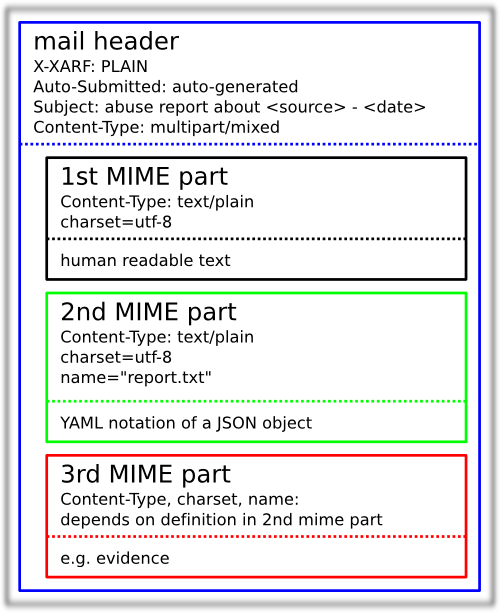 mail header
X-XARF: PLAIN
Auto-Submitted: auto-generated
Subject: abuse report about <source> - <date>
Content-Type: multipart/mixed
1st MIME part
Content-Type: text/plain
charset=utf-8
human readable text
2nd MIME part
Content-Type: text/plain
charset=utf-8
name="report.txt"
YAML notation of a JSON object
3rd MIME part
Content-Type, charset, name:
depends on definition in 2nd mime part
e.g. evidence